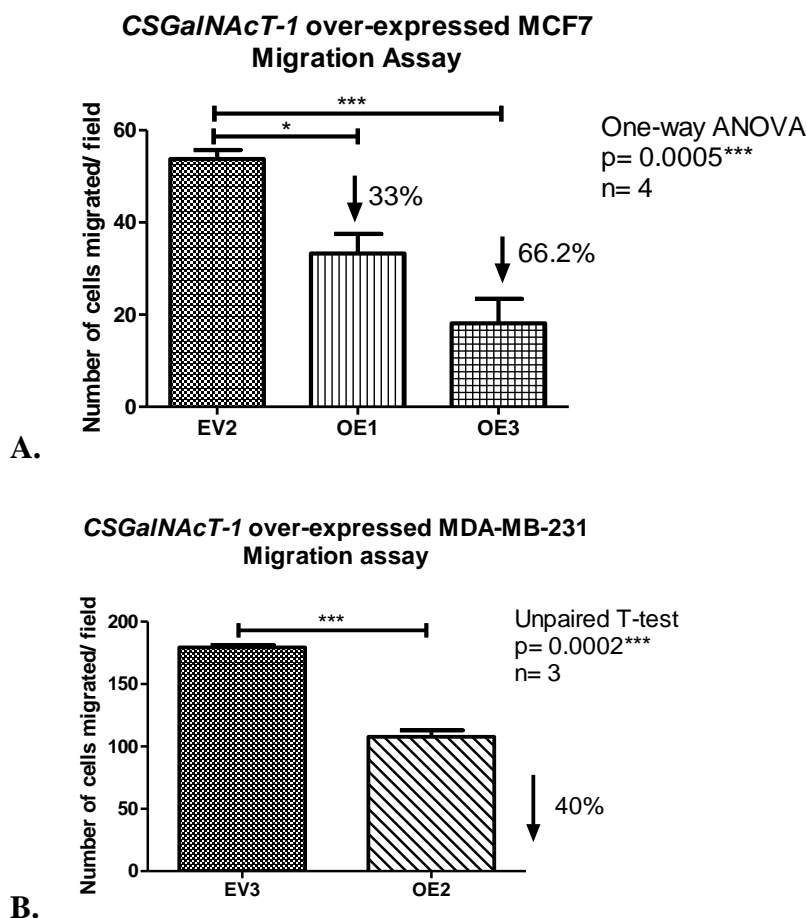 CSGalNAcT-1 over-expressed MCF7
Migration Assay
Number of cells migrated/ field
60
40
20
0
***
*
33%
66.2%
One-way ANOVA
p= 0.0005***
n= 4
EV2
OE1
OE3
A.
CSGalNAcT-1 over-expressed MDA-MB-231
Migration assay
Number of cells migrated/ field
200
150
100
50
0
***
Unpaired T-test
p= 0.0002***
n= 3
40%
EV3
OE2
B.